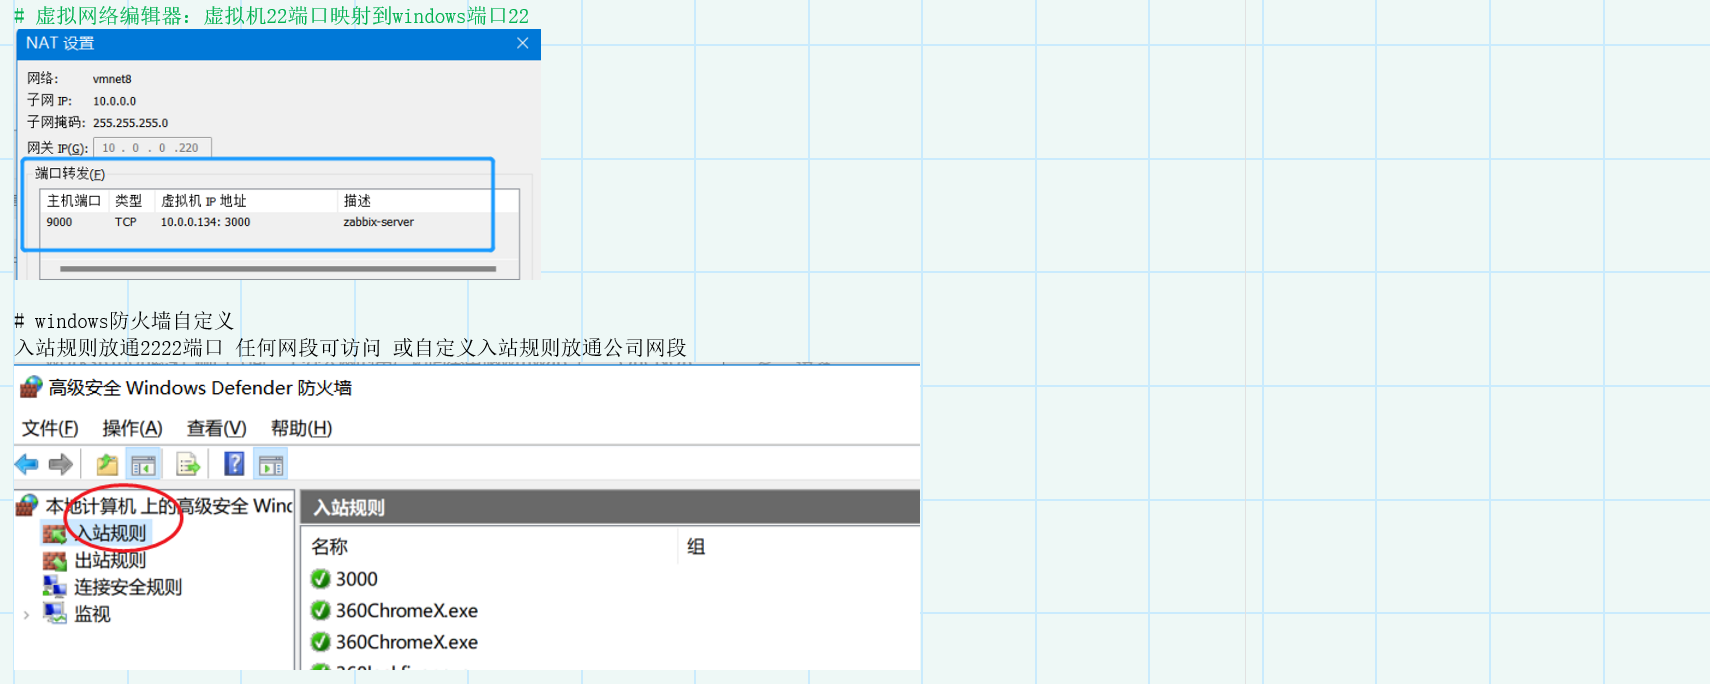 # 虚拟网络编辑器: 虚拟机22端口映射到windows端口22
NAT 设置
网络: vmnet8
子网 IP: 10.0.0.0
子网掩码: 255.255.255.0
网关 IP(G): 10 . 0 . 0 .220
端口转发(F)
主机端口 类型 虚拟机 IP 地址 描述
9000 TCP 10.0.0.134: 3000 zabbix-server
# windows防火墙自定义
入站规则放通2222端口 任何网段可访问 或自定义入站规则放通公司网段
高级安全 Windows Defender 防火墙
文件(F) 操作(A) 查看(V) 帮助(H)
本地计算机 上的高级安全 Wind
入站规则
出站规则
连接安全规则
监视
入站规则
名称 组
3000
360ChromeX.exe
360ChromeX.exe